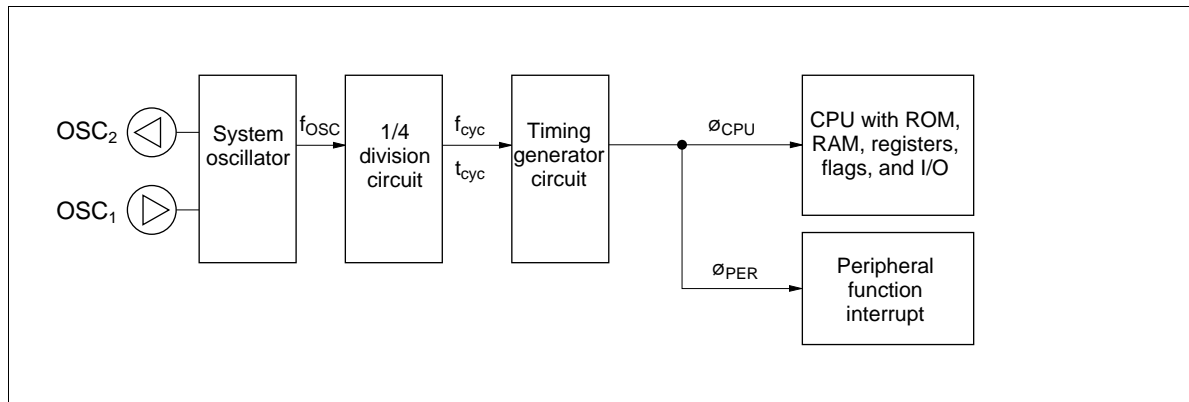 OSC₂
OSC₁
System
oscillator
fOSC
1/4
division
circuit
fcyc
tcyc
Timing
generator
circuit
øCPU
øPER
CPU with ROM,
RAM, registers,
flags, and I/O
Peripheral
function
interrupt